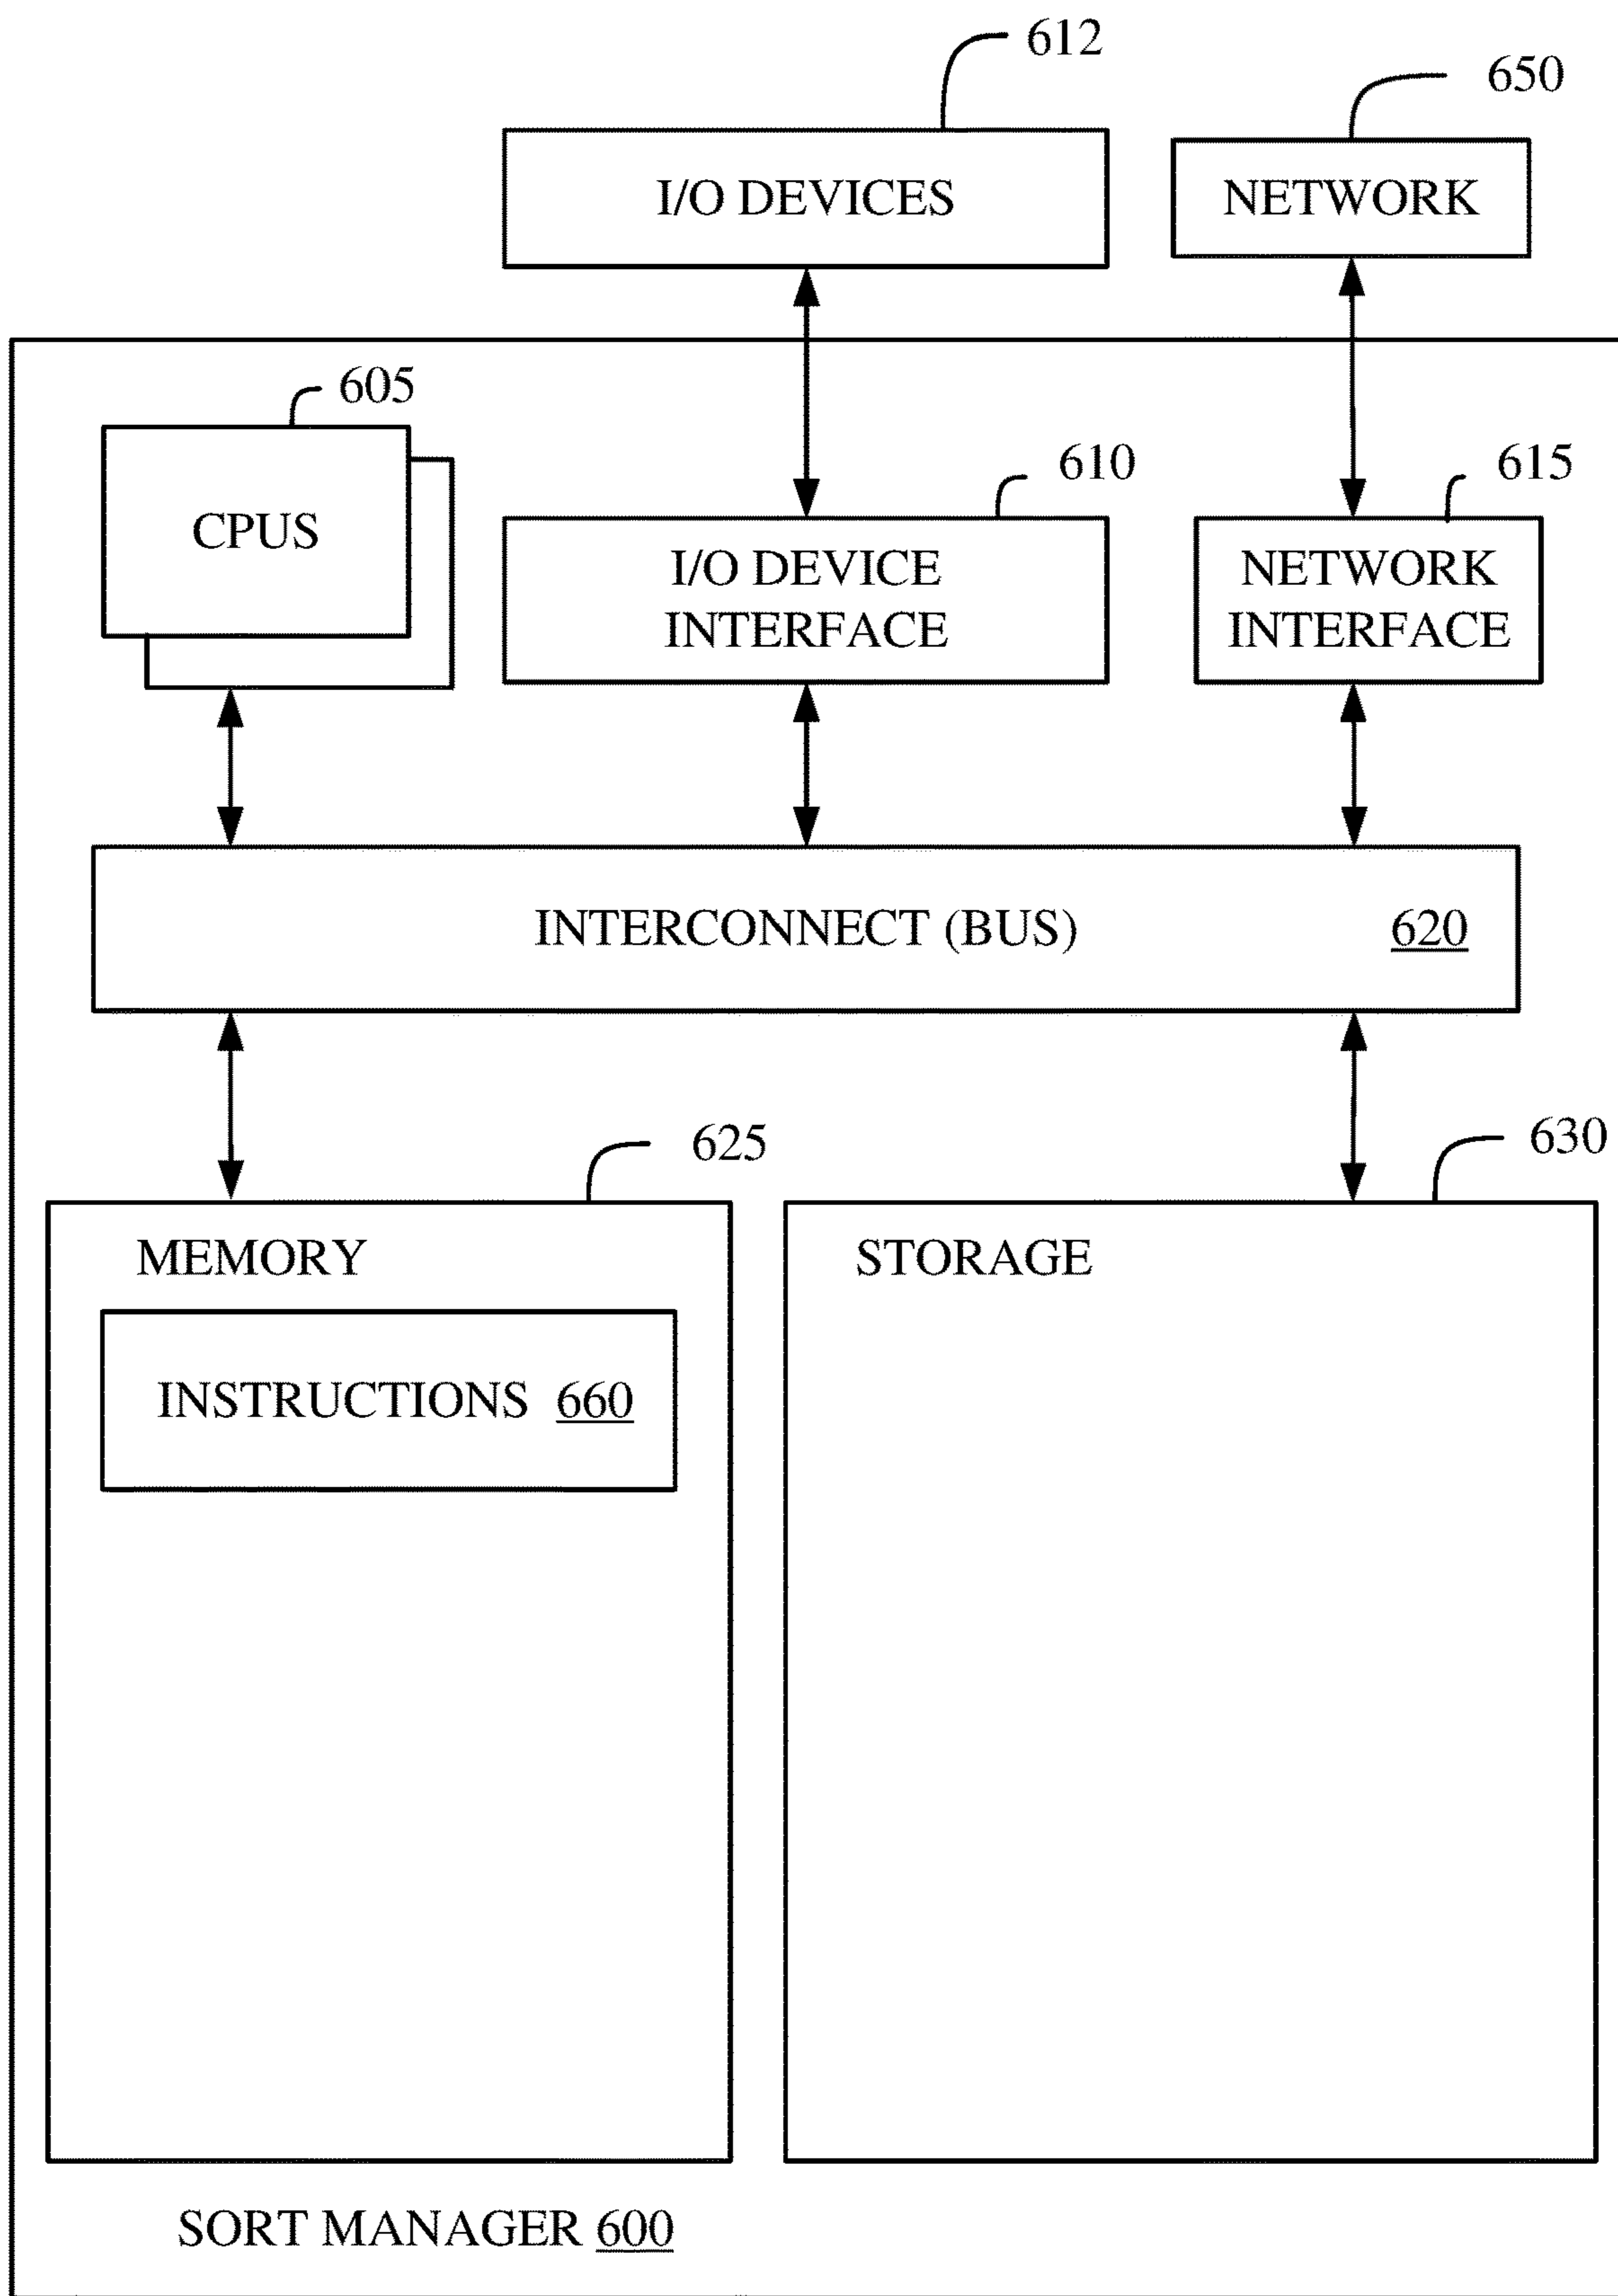 612
650
I/O DEVICES
NETWORK
605
610
615
CPUS
I/O DEVICE
INTERFACE
NETWORK
INTERFACE
INTERCONNECT (BUS) 620
625
630
MEMORY
STORAGE
INSTRUCTIONS 660
SORT MANAGER 600